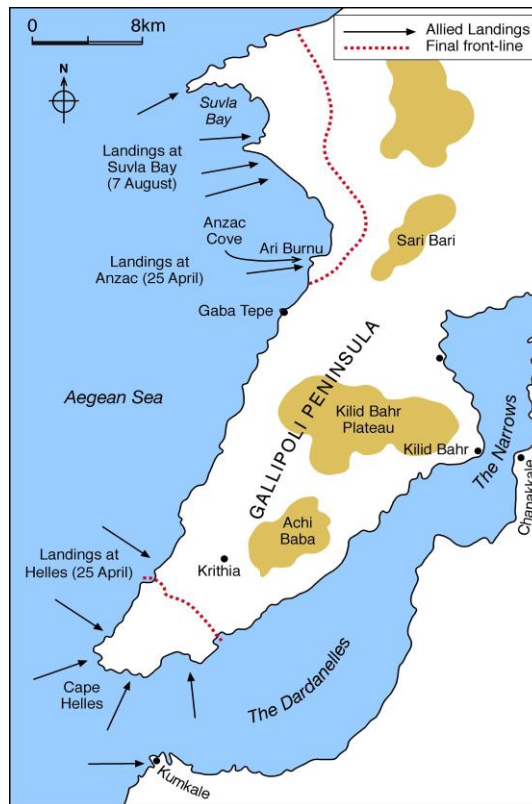 0 8km
Allied Landings
Final front-line
N
Suvla
Bay
Landings at
Suvla Bay
(7 August)
Anzac
Cove
Ari Burnu
Sari Bari
Landings at
Anzac (25 April)
Gaba Tepe
GALLIPOLI PENINSULA
Aegean Sea
Kilid Bahr
Plateau
Kilid Bahr
The Narrows
Chanakkale
Achi
Baba
Landings at
Helles (25 April)
Krithia
Cape
Helles
The Dardanelles
Kumkale